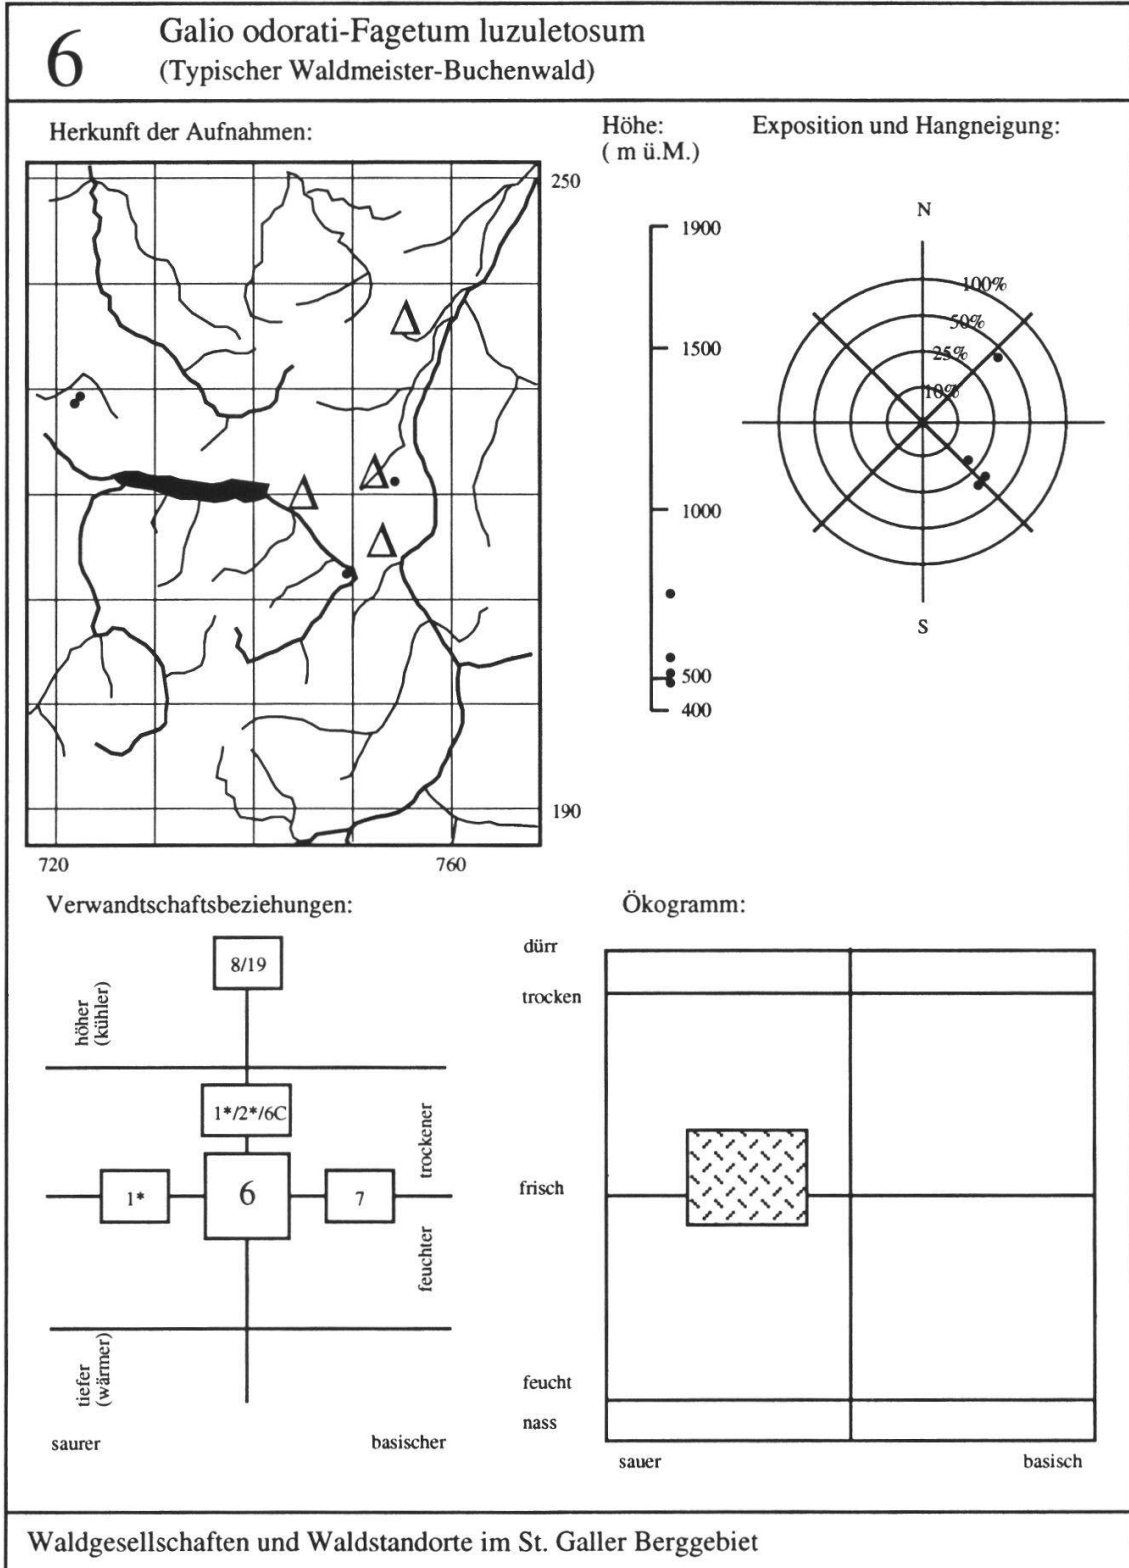 6
Galio odorati-Fagetum luzuletosum
(Typischer Waldmeister-Buchenwald)
Herkunft der Aufnahmen:
250
190
720
760
Höhe:
( m ü.M.)
1900
1500
1000
500
400
Exposition und Hangneigung:
N
100%
50%
25%
10%
S
Verwandtschaftsbeziehungen:
8/19
höher
(kühler)
1*/2*/6C
trockener
1*
6
7
feuchter
tiefer
(wärmer)
saurer
basischer
Ökogramm:
dürr
trocken
frisch
feucht
nass
sauer
basisch
Waldgesellschaften und Waldstandorte im St. Galler Berggebiet